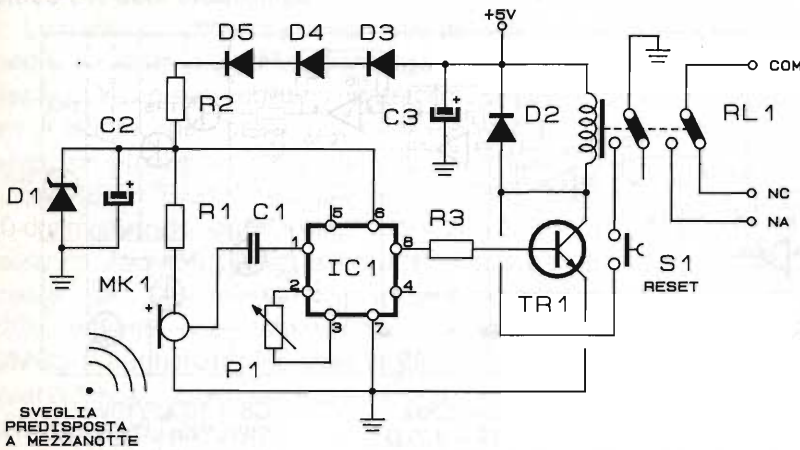 +5V
D5 D4 D3
COM
R2
C3
+
D2
RL1
C2
+
D1
R1
C1
5
6
NC
R3
NA
1
8
IC1
MK1
2
4
S1
RESET
+
TR1
3
7
P1
SVEGLIA
PREDISPOSTA
A MEZZANOTTE